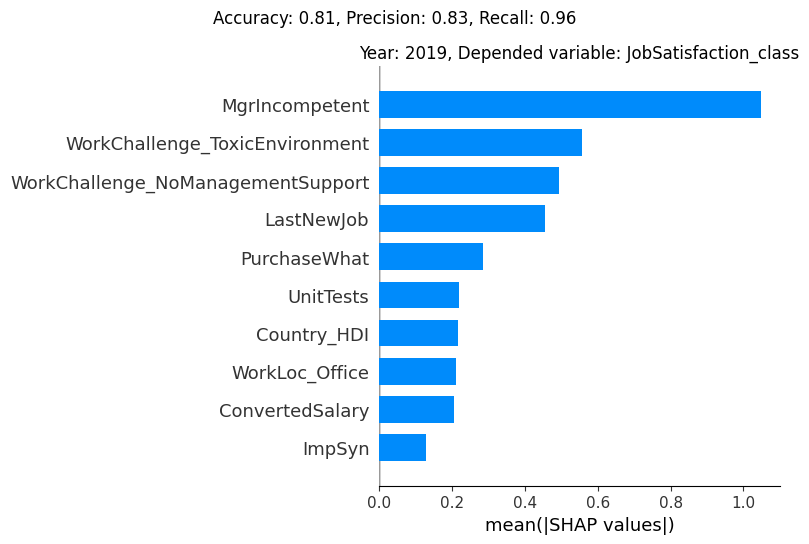 Accuracy: 0.81, Precision: 0.83, Recall: 0.96
Year: 2019, Depended variable: JobSatisfaction_class
MgrIncompetent
WorkChallenge_ToxicEnvironment
WorkChallenge_NoManagementSupport
LastNewJob
PurchaseWhat
UnitTests
Country_HDI
WorkLoc_Office
ConvertedSalary
ImpSyn
0.0 0.2 0.4 0.6 0.8 1.0
mean(|SHAP values|)